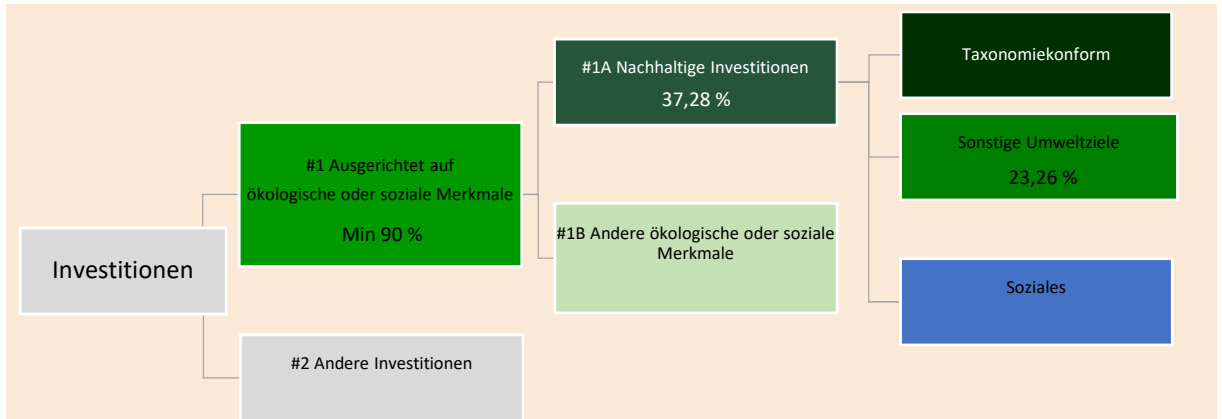 Investitionen
#1 Ausgerichtet auf
ökologische oder soziale Merkmale
Min 90 %
#2 Andere Investitionen
#1A Nachhaltige Investitionen
37,28 %
#1B Andere ökologische oder soziale
Merkmale
Taxonomiekonform
Sonstige Umweltziele
23,26 %
Soziales